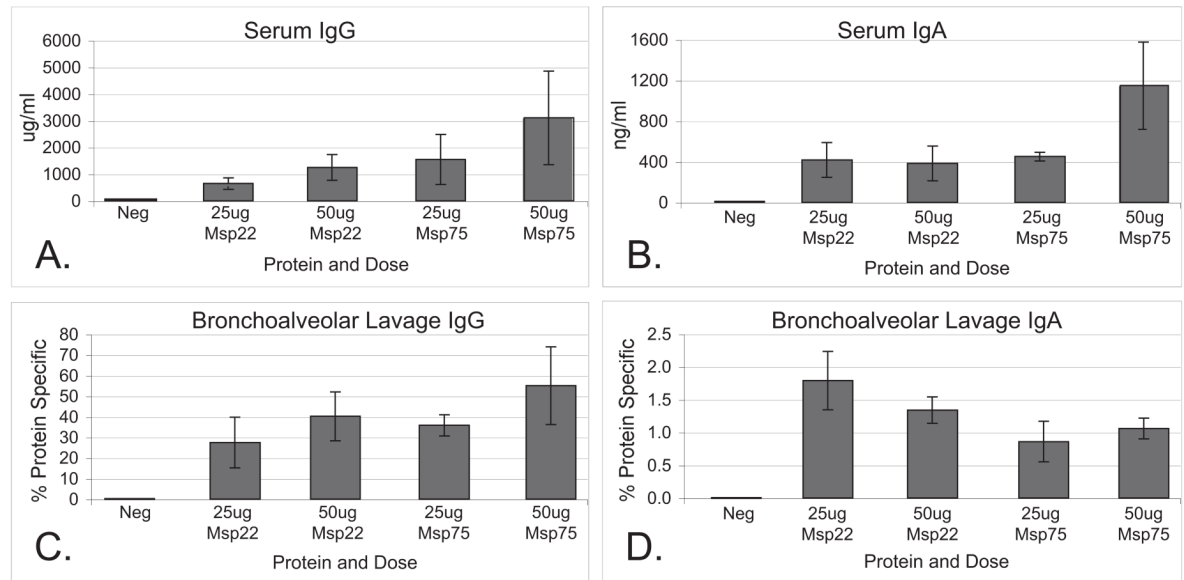 Serum IgG
6000
5000
4000
3000
2000
1000
0
ug/ml
Neg 25ug 50ug 25ug 50ug
Msp22 Msp22 Msp75 Msp75
A.
Protein and Dose
Serum IgA
1600
1200
800
400
0
ng/ml
Neg 25ug 50ug 25ug 50ug
Msp22 Msp22 Msp75 Msp75
B.
Protein and Dose
Bronchoalveolar Lavage IgG
80
70
60
50
40
30
20
10
0
% Protein Specific
Neg 25ug 50ug 25ug 50ug
Msp22 Msp22 Msp75 Msp75
C.
Protein and Dose
Bronchoalveolar Lavage IgA
2.5
2.0
1.5
1.0
0.5
0.0
% Protein Specific
Neg 25ug 50ug 25ug 50ug
Msp22 Msp22 Msp75 Msp75
D.
Protein and Dose